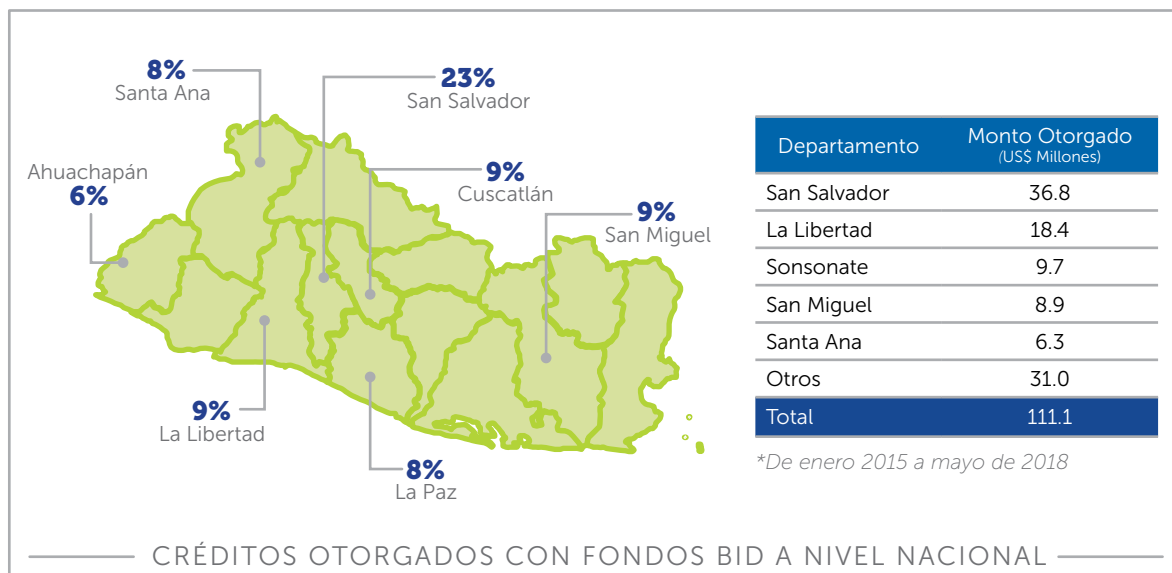 8%
Santa Ana
23%
San Salvador
Ahuachapán
6%
9%
Cuscatlán
9%
San Miguel
9%
La Libertad
8%
La Paz
Departamento Monto Otorgado
(US$ Millones)
San Salvador 36.8
La Libertad 18.4
Sonsonate 9.7
San Miguel 8.9
Santa Ana 6.3
Otros 31.0
Total 111.1
*De enero 2015 a mayo de 2018
CRÉDITOS OTORGADOS CON FONDOS BID A NIVEL NACIONAL